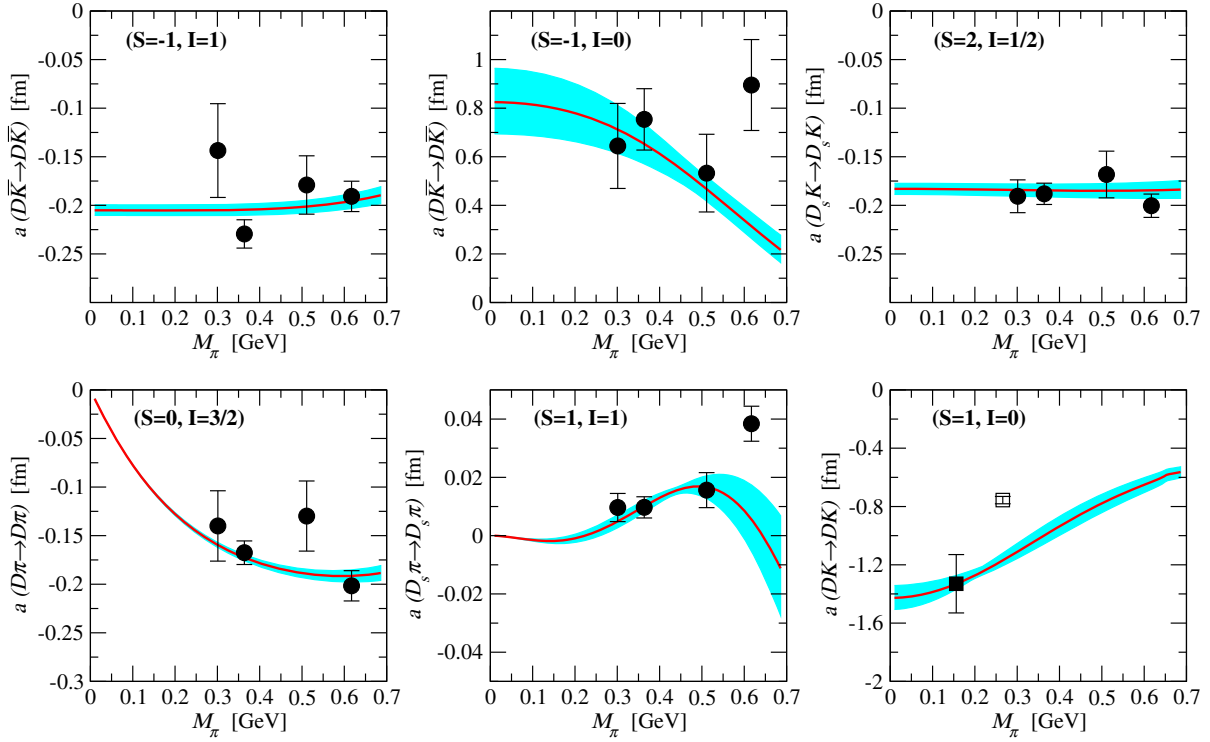 0
-0.05
-0.1
-0.15
-0.2
-0.25
(S=-1, I=1)
a (DK̅→DK̅) [fm]
0 0.1 0.2 0.3 0.4 0.5 0.6 0.7
M_π [GeV]
1
0.8
0.6
0.4
0.2
0
(S=-1, I=0)
a (DK̅→DK̅) [fm]
0 0.1 0.2 0.3 0.4 0.5 0.6 0.7
M_π [GeV]
0
-0.05
-0.1
-0.15
-0.2
-0.25
(S=2, I=1/2)
a (D_s K→D_s K) [fm]
0 0.1 0.2 0.3 0.4 0.5 0.6 0.7
M_π [GeV]
0
-0.05
-0.1
-0.15
-0.2
-0.3
(S=0, I=3/2)
a (Dπ→Dπ) [fm]
0 0.1 0.2 0.3 0.4 0.5 0.6 0.7
M_π [GeV]
0.04
0.02
0
-0.02
-0.04
(S=1, I=1)
a (D_s π→D_s π) [fm]
0 0.1 0.2 0.3 0.4 0.5 0.6 0.7
M_π [GeV]
0
-0.4
-0.8
-1.2
-1.6
-2
(S=1, I=0)
a (DK→DK) [fm]
0 0.1 0.2 0.3 0.4 0.5 0.6 0.7
M_π [GeV]